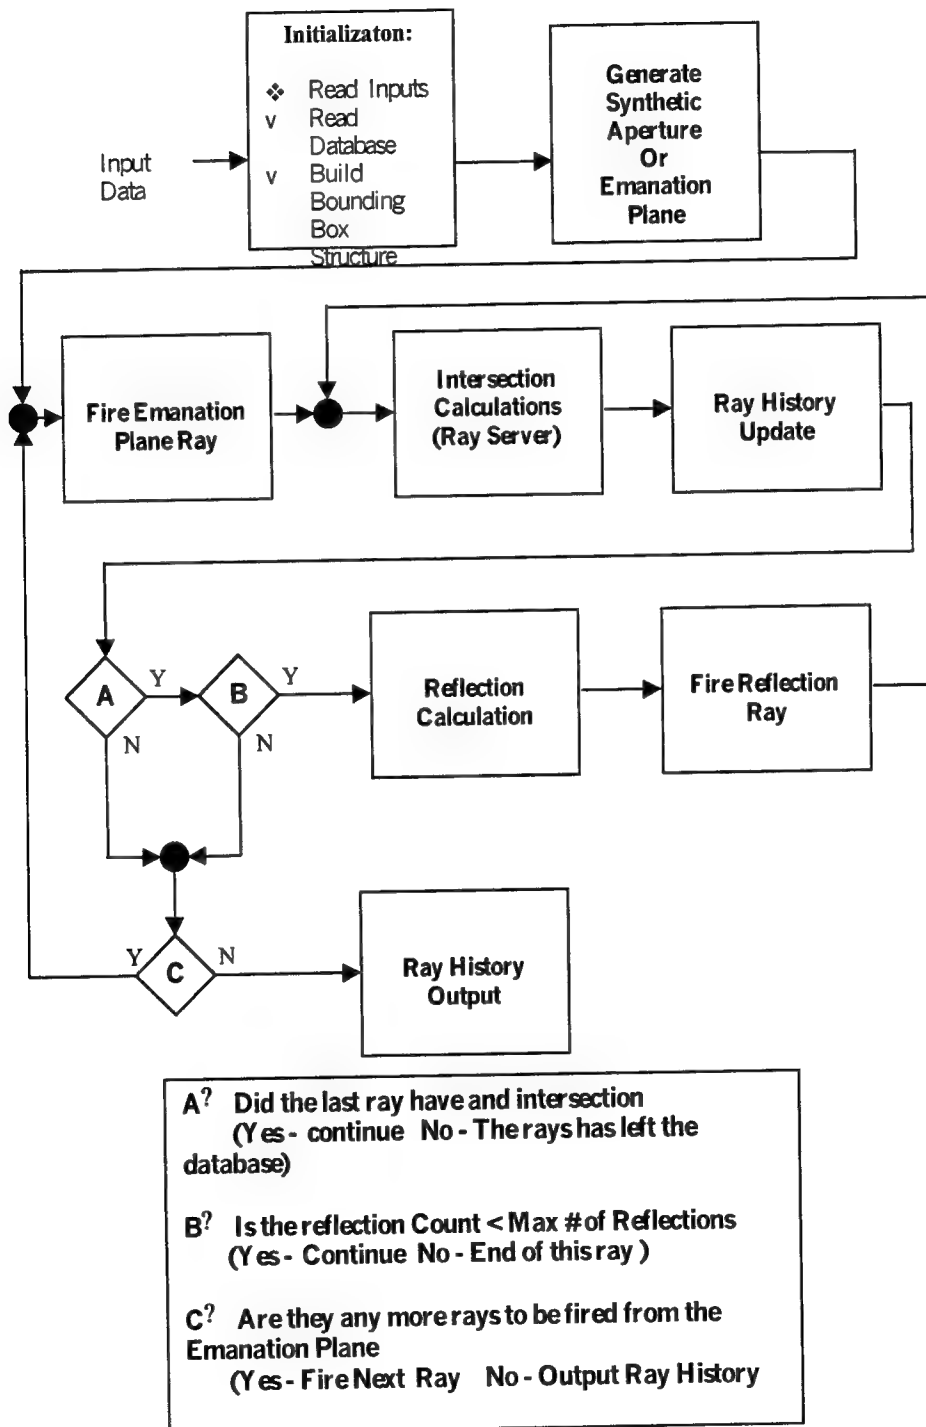 Initializaton:
❖ Read Inputs
v Read
Database
v Build
Bounding
Box
Structure
Input
Data
Generate
Synthetic
Aperture
Or
Emanation
Plane
Fire Emanation
Plane Ray
Intersection
Calculations
(Ray Server)
Ray History
Update
A
Y
N
B
Y
N
Reflection
Calculation
Fire Reflection
Ray
Y
C
N
Ray History
Output
A? Did the last ray have and intersection
(Yes - continue No - The rays has left the
database)
B? Is the reflection Count < Max # of Reflections
(Yes - Continue No - End of this ray )
C? Are they any more rays to be fired from the
Emanation Plane
(Yes - Fire Next Ray No - Output Ray History